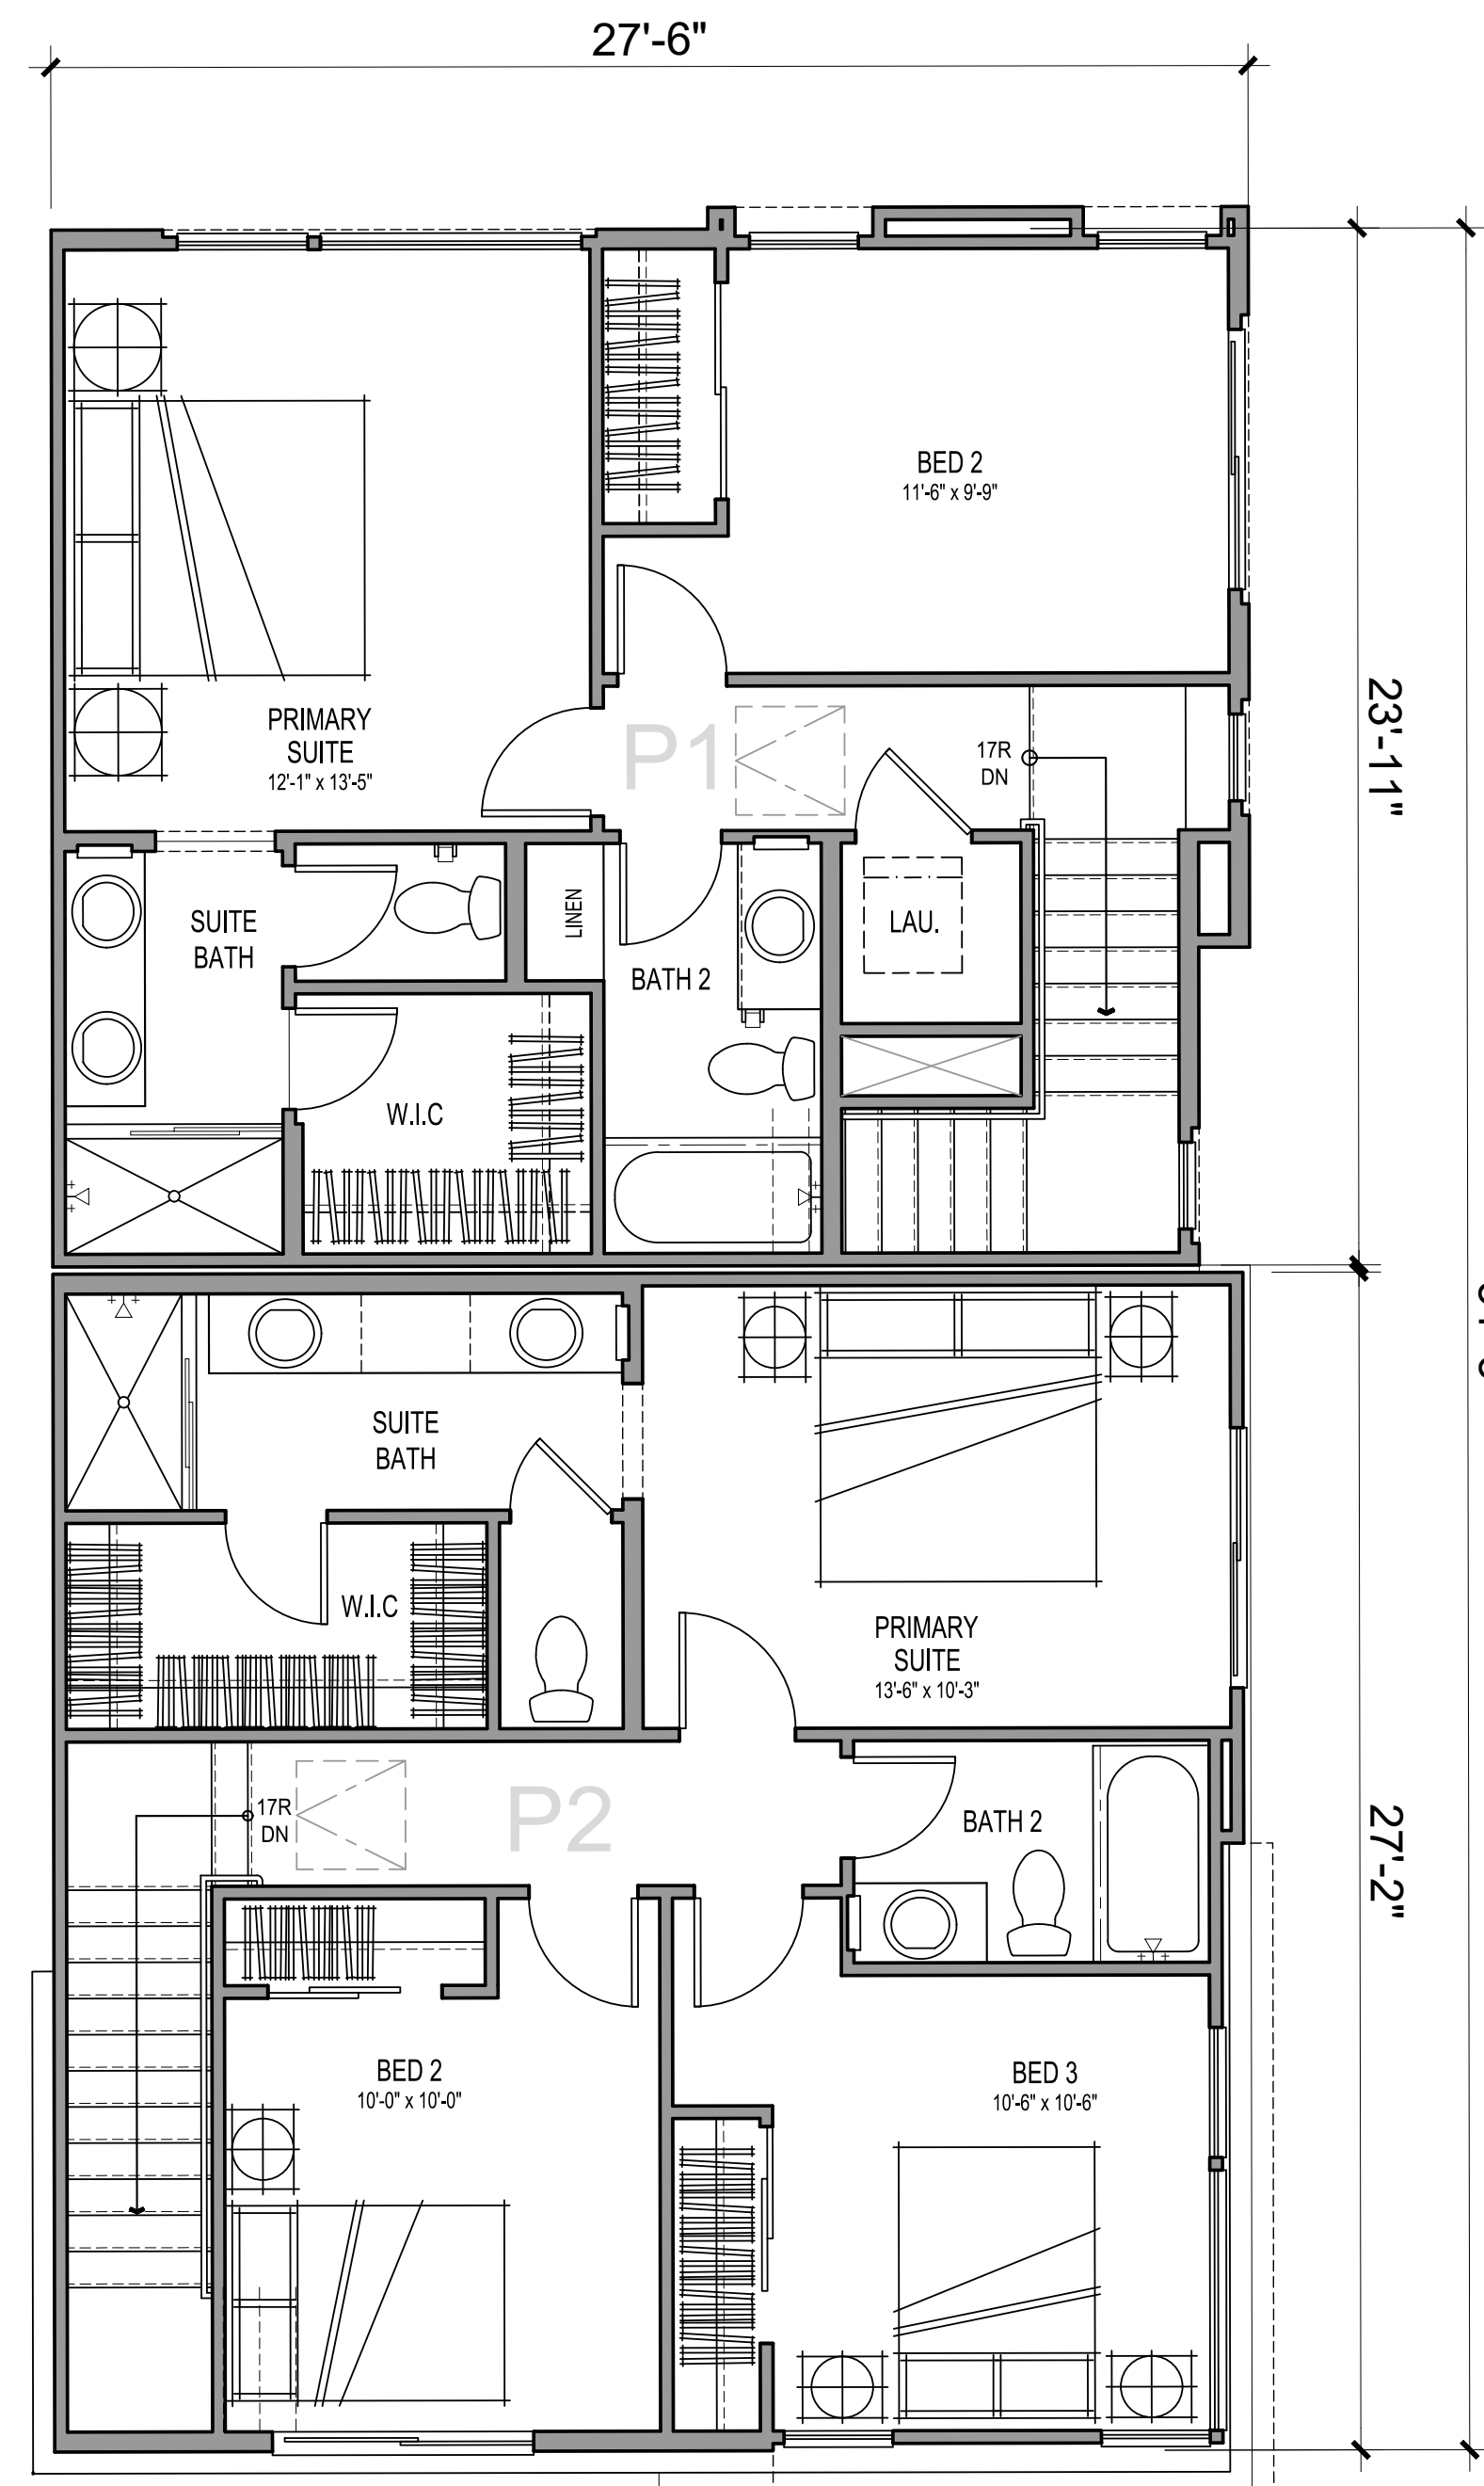 27'-6"
BED 2
11'-6" x 9'-9"
23'-11"
PRIMARY
SUITE
12'-1" x 13'-5"
P1
17R
DN
SUITE
BATH
LINEN
LAU.
BATH 2
W.I.C
SUITE
BATH
W.I.C
PRIMARY
SUITE
13'-6" x 10'-3"
17R
DN
P2
BATH 2
27'-2"
BED 2
10'-0" x 10'-0"
BED 3
10'-6" x 10'-6"